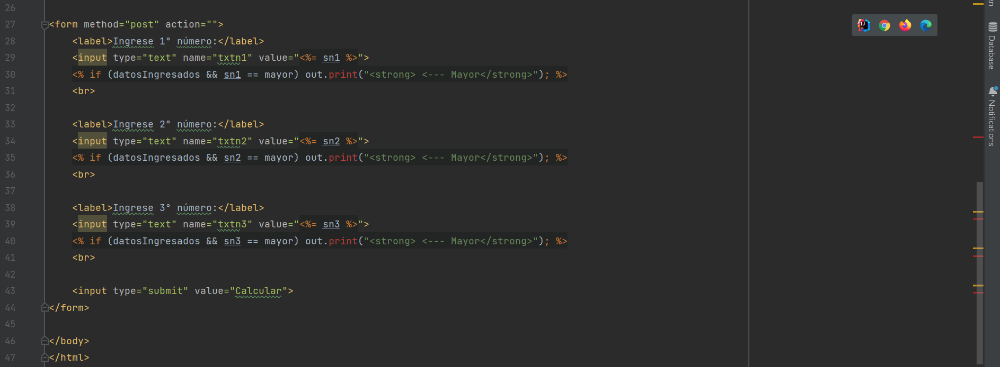 26
27 <form method="post" action="">
28     <label>Ingrese 1° número:</label>
29     <input type="text" name="txtn1" value="<%= sn1 %>">
30     <% if (datosIngresados && sn1 == mayor) out.print("<strong> <--- Mayor</strong>"); %>
31     <br>
32
33     <label>Ingrese 2° número:</label>
34     <input type="text" name="txtn2" value="<%= sn2 %>">
35     <% if (datosIngresados && sn2 == mayor) out.print("<strong> <--- Mayor</strong>"); %>
36     <br>
37
38     <label>Ingrese 3° número:</label>
39     <input type="text" name="txtn3" value="<%= sn3 %>">
40     <% if (datosIngresados && sn3 == mayor) out.print("<strong> <--- Mayor</strong>"); %>
41     <br>
42
43     <input type="submit" value="Calcular">
44 </form>
45
46 </body>
47 </html>
IJ
Database
Notifications